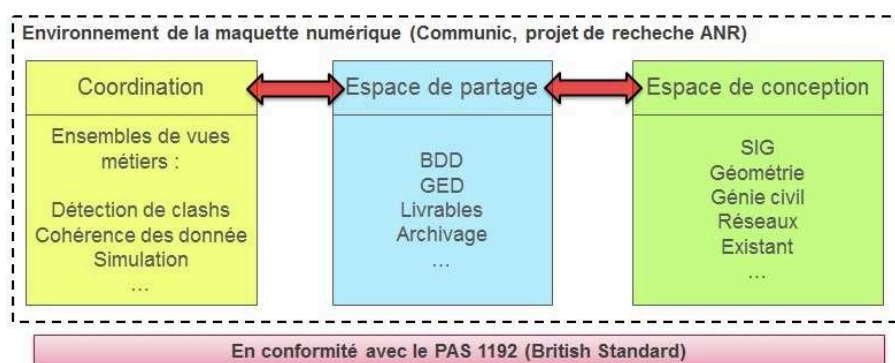 Environnement de la maquette numérique (Communic, projet de recheche ANR)
Coordination
Ensembles de vues
métiers :
Détection de clashs
Cohérence des donnée
Simulation
…
Espace de partage
BDD
GED
Livrables
Archivage
…
Espace de conception
SIG
Géométrie
Génie civil
Réseaux
Existant
…
En conformité avec le PAS 1192 (British Standard)